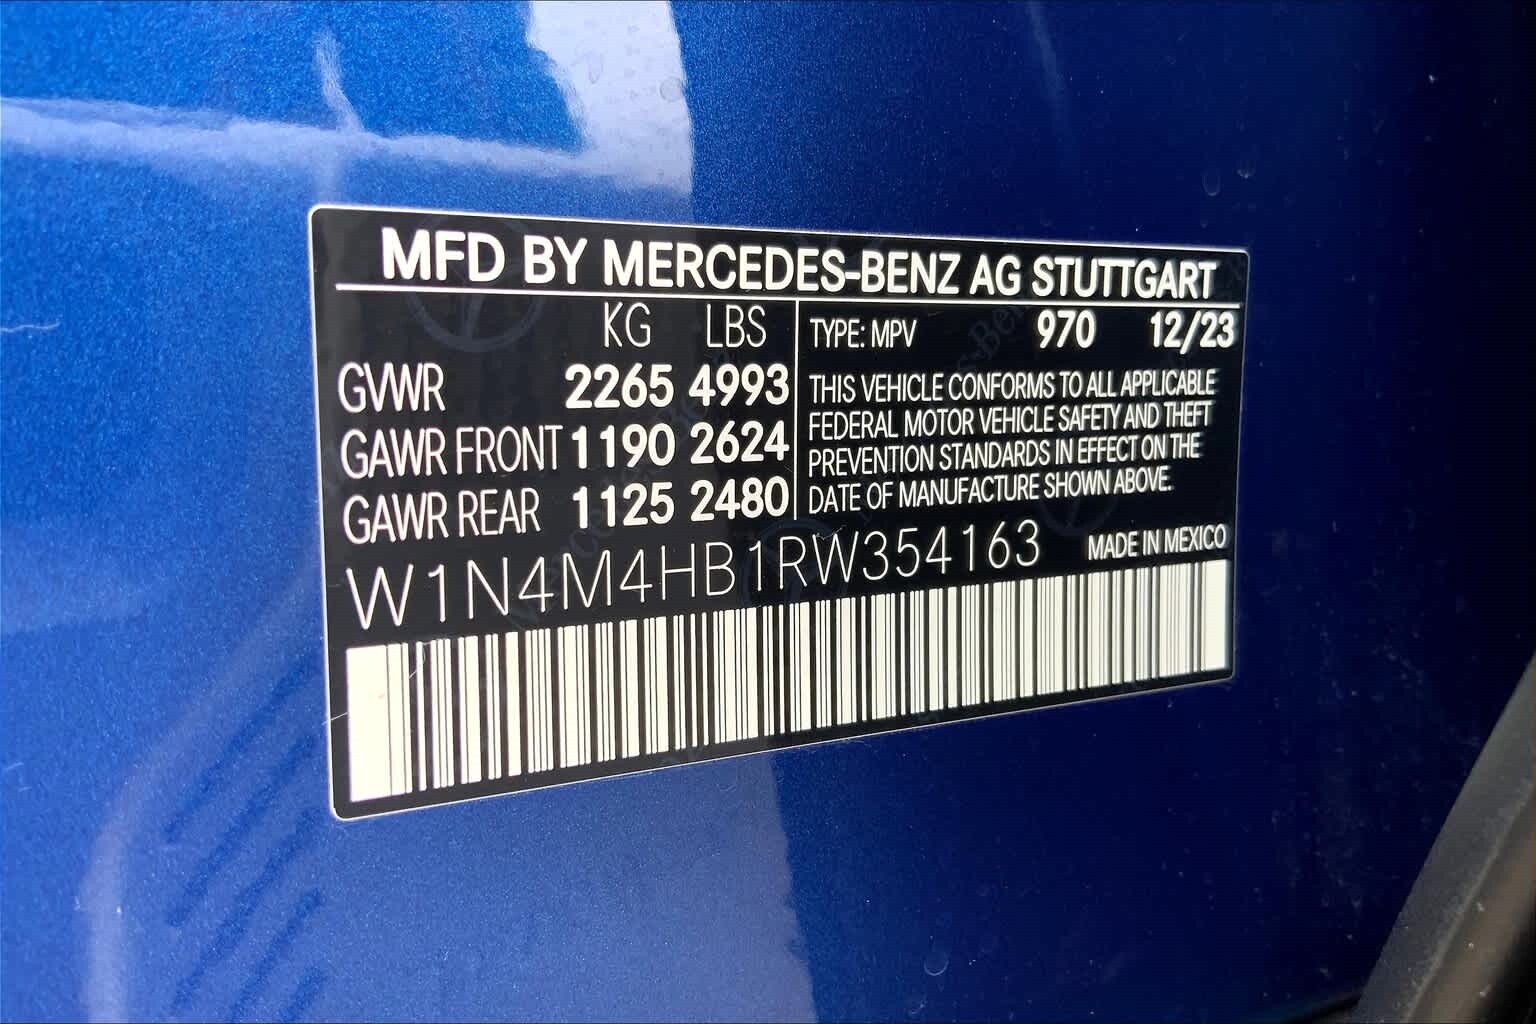 MFD BY MERCEDES-BENZ AG STUTTGART
KG LBS
GVWR 2265 4993
GAWR FRONT 1190 2624
GAWR REAR 1125 2480
TYPE: MPV 970 12/23
THIS VEHICLE CONFORMS TO ALL APPLICABLE
FEDERAL MOTOR VEHICLE SAFETY AND THEFT
PREVENTION STANDARDS IN EFFECT ON THE
DATE OF MANUFACTURE SHOWN ABOVE.
W1N4M4HB1RW354163 MADE IN MEXICO